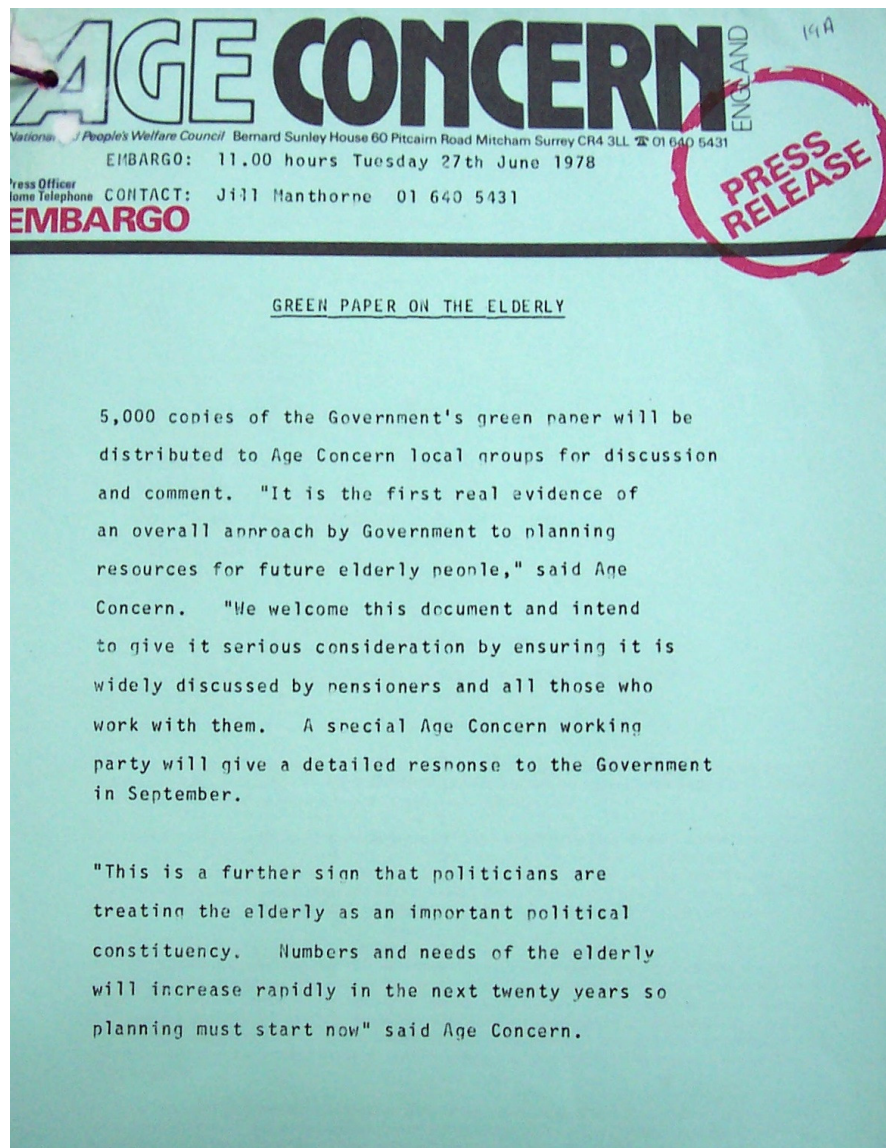 AGE CONCERN ENGLAND
19A
National People's Welfare Council Bernard Sunley House 60 Pitcairn Road Mitcham Surrey CR4 3LL ☎ 01 640 5431
EMBARGO: 11.00 hours Tuesday 27th June 1978
Press Officer
Home Telephone CONTACT: Jill Manthorne 01 640 5431
EMBARGO
PRESS
RELEASE
GREEN PAPER ON THE ELDERLY
5,000 copies of the Government's green paper will be
distributed to Age Concern local groups for discussion
and comment. "It is the first real evidence of
an overall approach by Government to planning
resources for future elderly people," said Age
Concern. "We welcome this document and intend
to give it serious consideration by ensuring it is
widely discussed by pensioners and all those who
work with them. A special Age Concern working
party will give a detailed response to the Government
in September.
"This is a further sign that politicians are
treating the elderly as an important political
constituency. Numbers and needs of the elderly
will increase rapidly in the next twenty years so
planning must start now" said Age Concern.